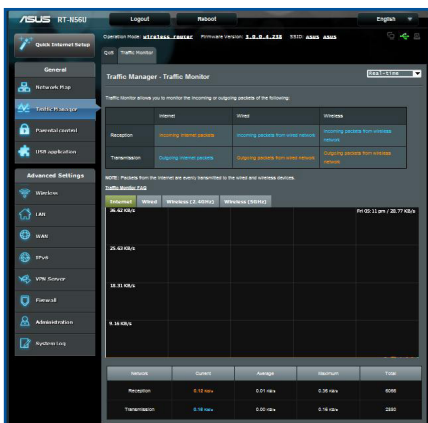 ASUS RT-N56U
Logout
Reboot
English
Operation Mode: wireless router Firmware Version: 3.0.0.4.238 SSID: ASUS ASUS
Quick Internet Setup
QoS
Traffic Monitor
General
Network Map
Traffic Manager
Parental control
USB application
Advanced Settings
Wireless
LAN
WAN
IPv6
VPN Server
Firewall
Administration
System Log
Traffic Manager - Traffic Monitor
Real-time
Traffic Monitor allows you to monitor the incoming or outgoing packets of the following:
Internet
Wired
Wireless
Reception
Incoming Internet packets
Incoming packets from wired network
Incoming packets from wireless network
Transmission
Outgoing Internet packets
Outgoing packets from wired network
Outgoing packets from wireless network
NOTE: Packets from the Internet are evenly transmitted to the wired and wireless devices.
Traffic Monitor FAQ
Internet
Wired
Wireless (2.4GHz)
Wireless (5GHz)
36.62 KB/s
Fri 03:11 pm / 28.77 KB/s
25.63 KB/s
18.31 KB/s
9.16 KB/s
Network
Current
Average
Maximum
Total
Reception
0.01 KB/s
Transmission
0.00 KB/s